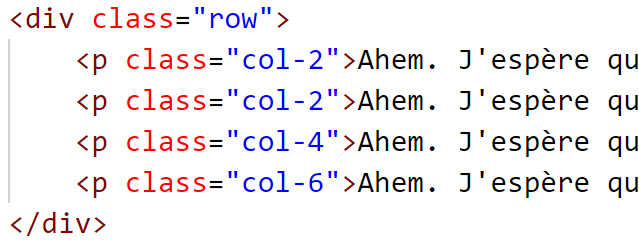 <div class="row">
<p class="col-2">Ahem. J'espère qu
<p class="col-2">Ahem. J'espère qu
<p class="col-4">Ahem. J'espère qu
<p class="col-6">Ahem. J'espère qu
</div>